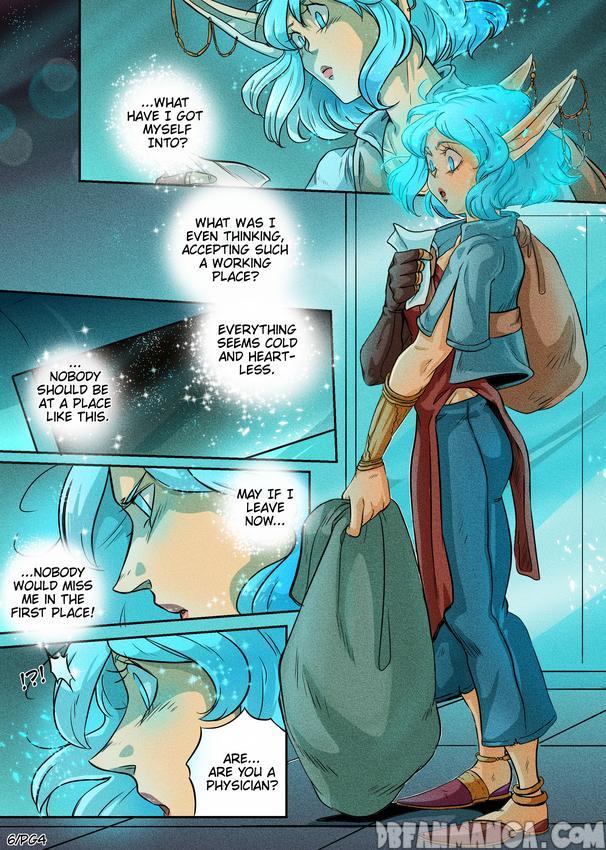 ...WHAT
HAVE I GOT
MYSELF
INTO?
WHAT WAS I
EVEN THINKING,
ACCEPTING SUCH
A WORKING
PLACE?
EVERYTHING
SEEMS COLD
AND HEART-
LESS.
...
NOBODY
SHOULD BE
AT A PLACE
LIKE THIS.
MAY IF I
LEAVE
NOW...
...NOBODY
WOULD MISS
ME IN THE
FIRST PLACE!
!?!
ARE...
ARE YOU A
PHYSICIAN?
6/PG4
DBFANMANGA.COM